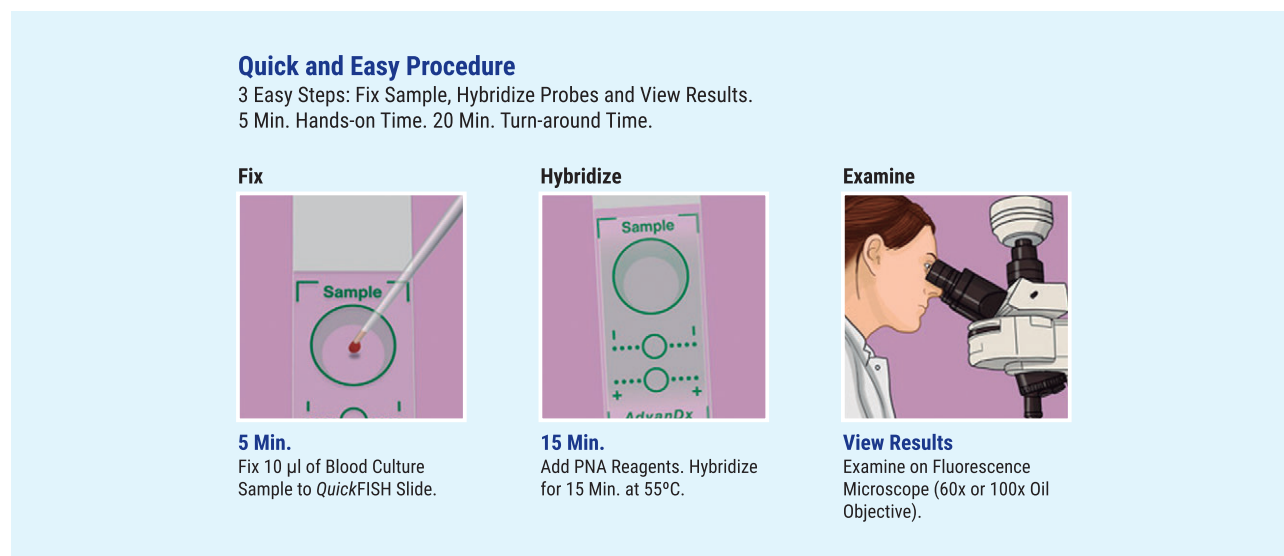 Quick and Easy Procedure
3 Easy Steps: Fix Sample, Hybridize Probes and View Results.
5 Min. Hands-on Time. 20 Min. Turn-around Time.
Fix
Sample
5 Min.
Fix 10 µl of Blood Culture
Sample to QuickFISH Slide.
Hybridize
Sample
AdvanDx
15 Min.
Add PNA Reagents. Hybridize
for 15 Min. at 55ºC.
Examine
View Results
Examine on Fluorescence
Microscope (60x or 100x Oil
Objective).